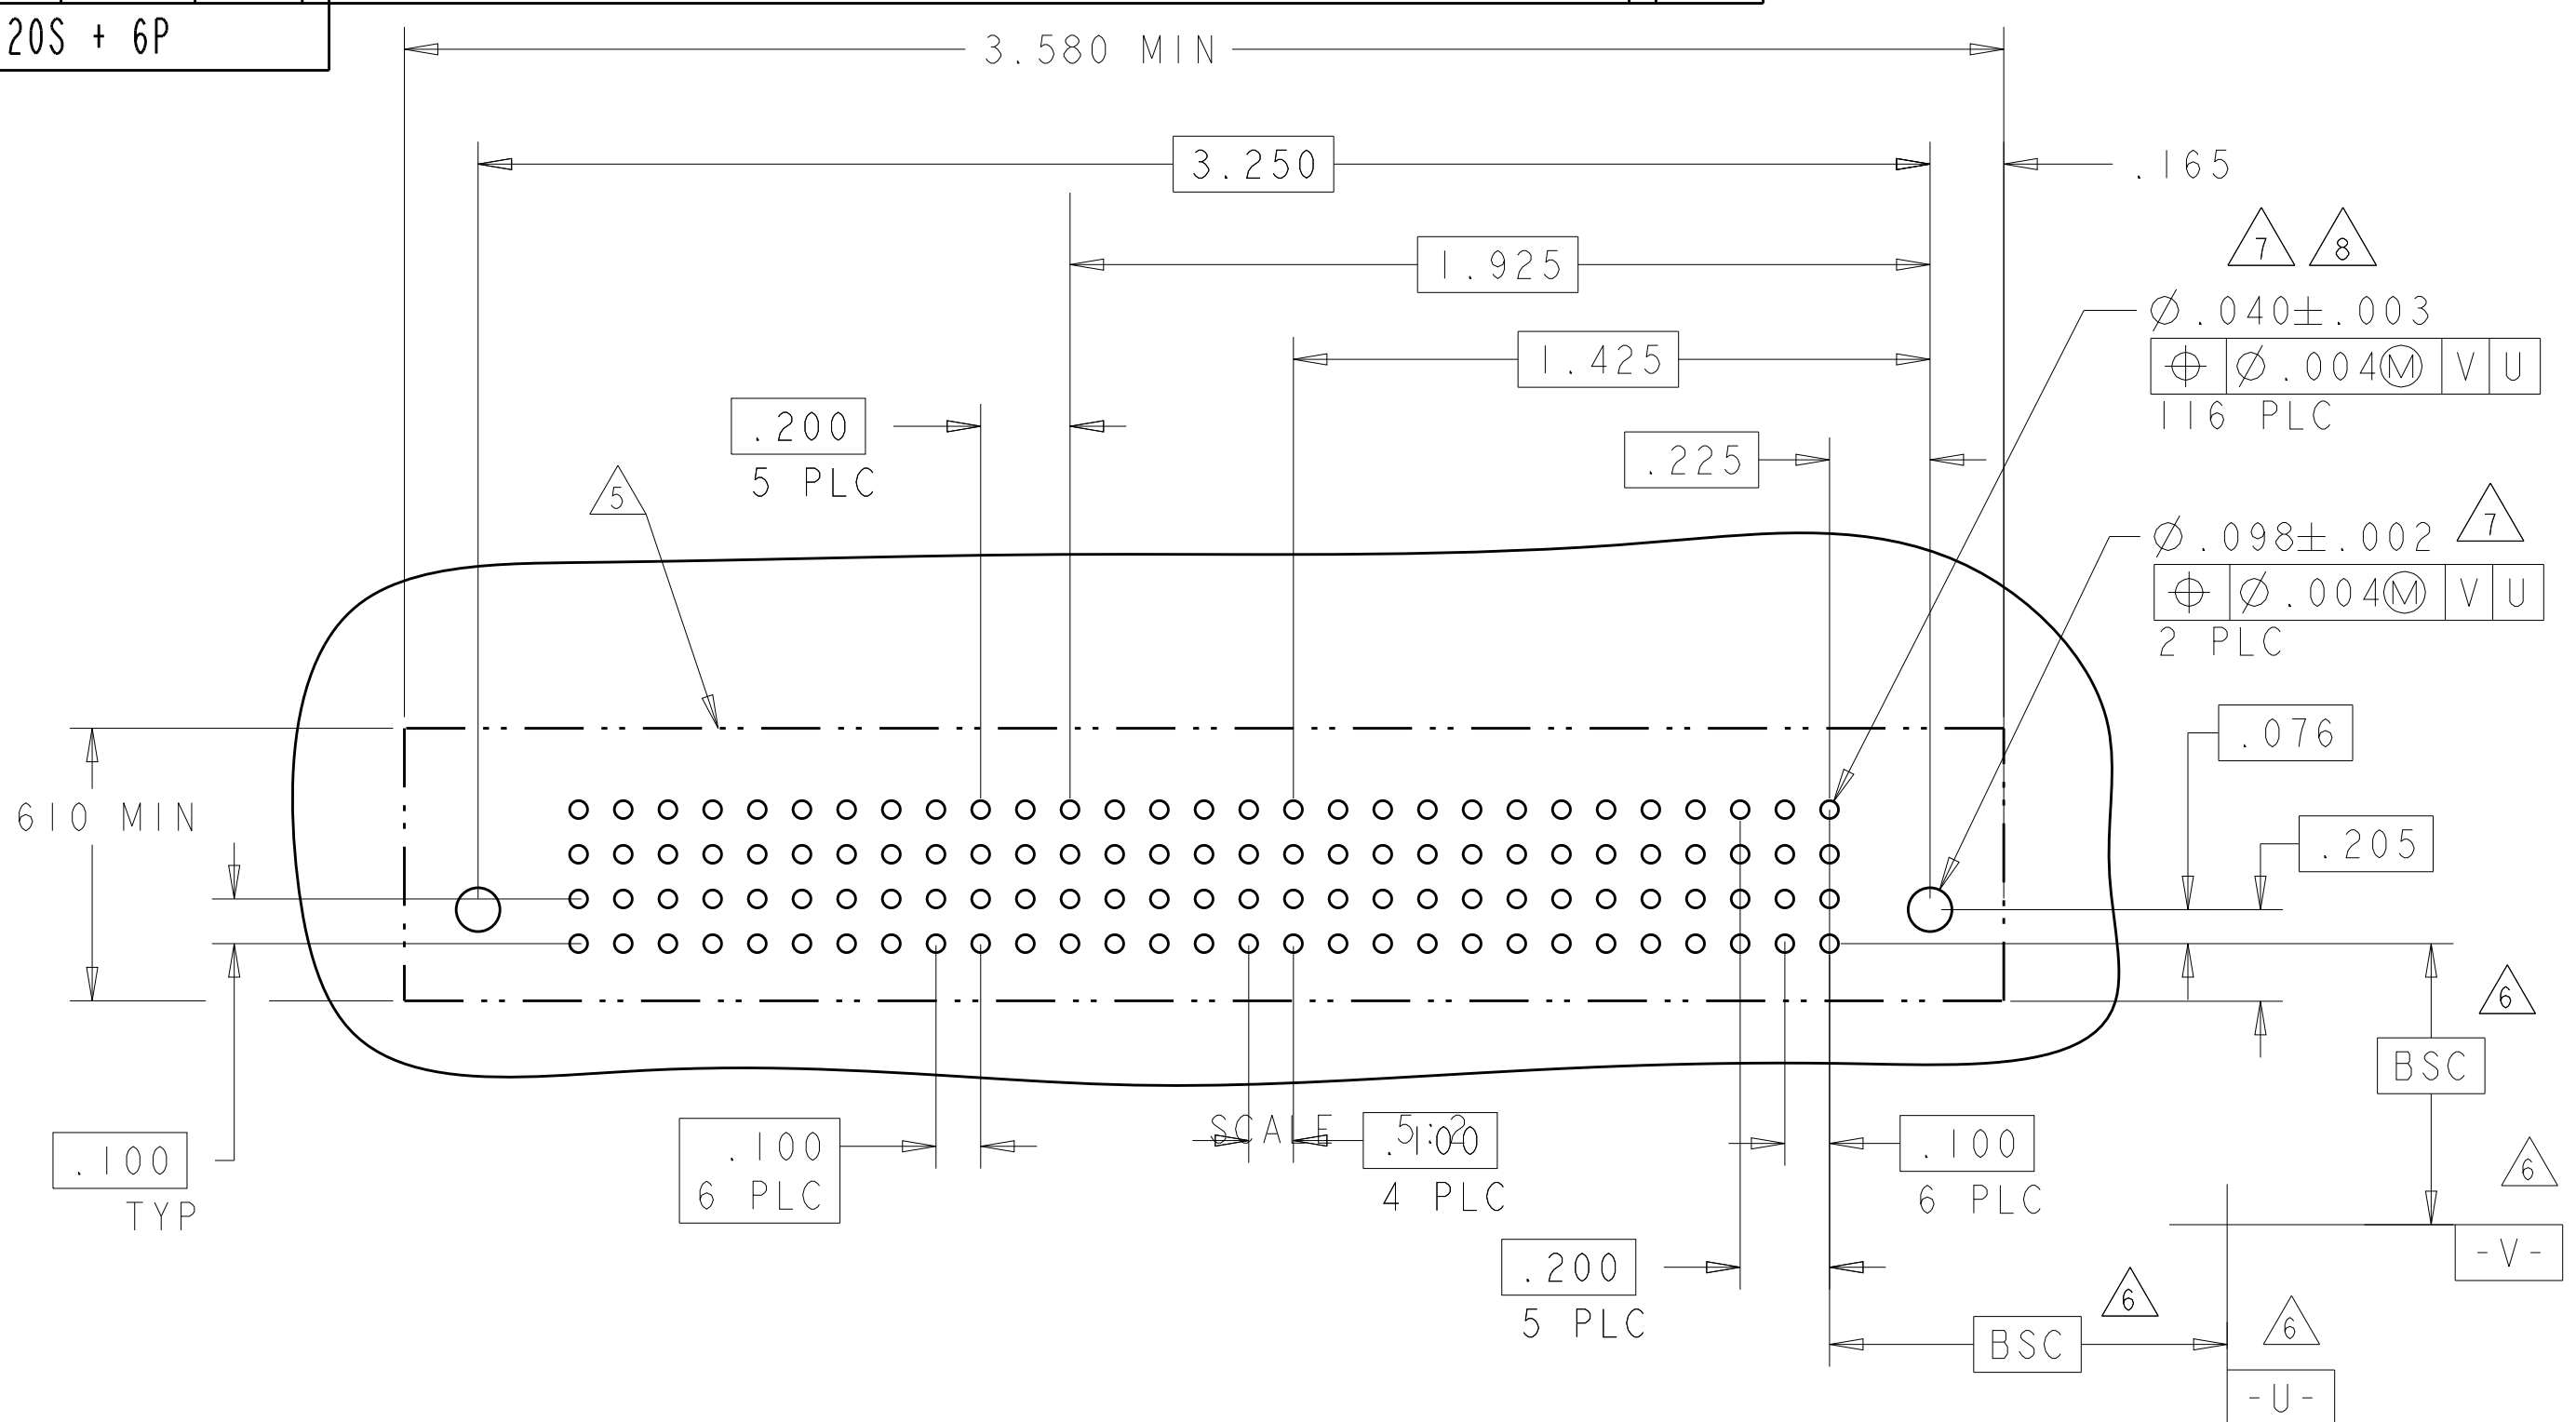 20S + 6P
3.580 MIN
3.250
.165
1.925
7
8
1.425
Ø.040±.003
⌖ Ø.004Ⓜ V U
116 PLC
.200
5 PLC
.225
5
Ø.098±.002
7
⌖ Ø.004Ⓜ V U
2 PLC
.076
610 MIN
.205
6
BSC
SCALE 5:2
.100
TYP
.100
6 PLC
.100
4 PLC
.100
6 PLC
6
-V-
.200
5 PLC
6
BSC
6
-U-